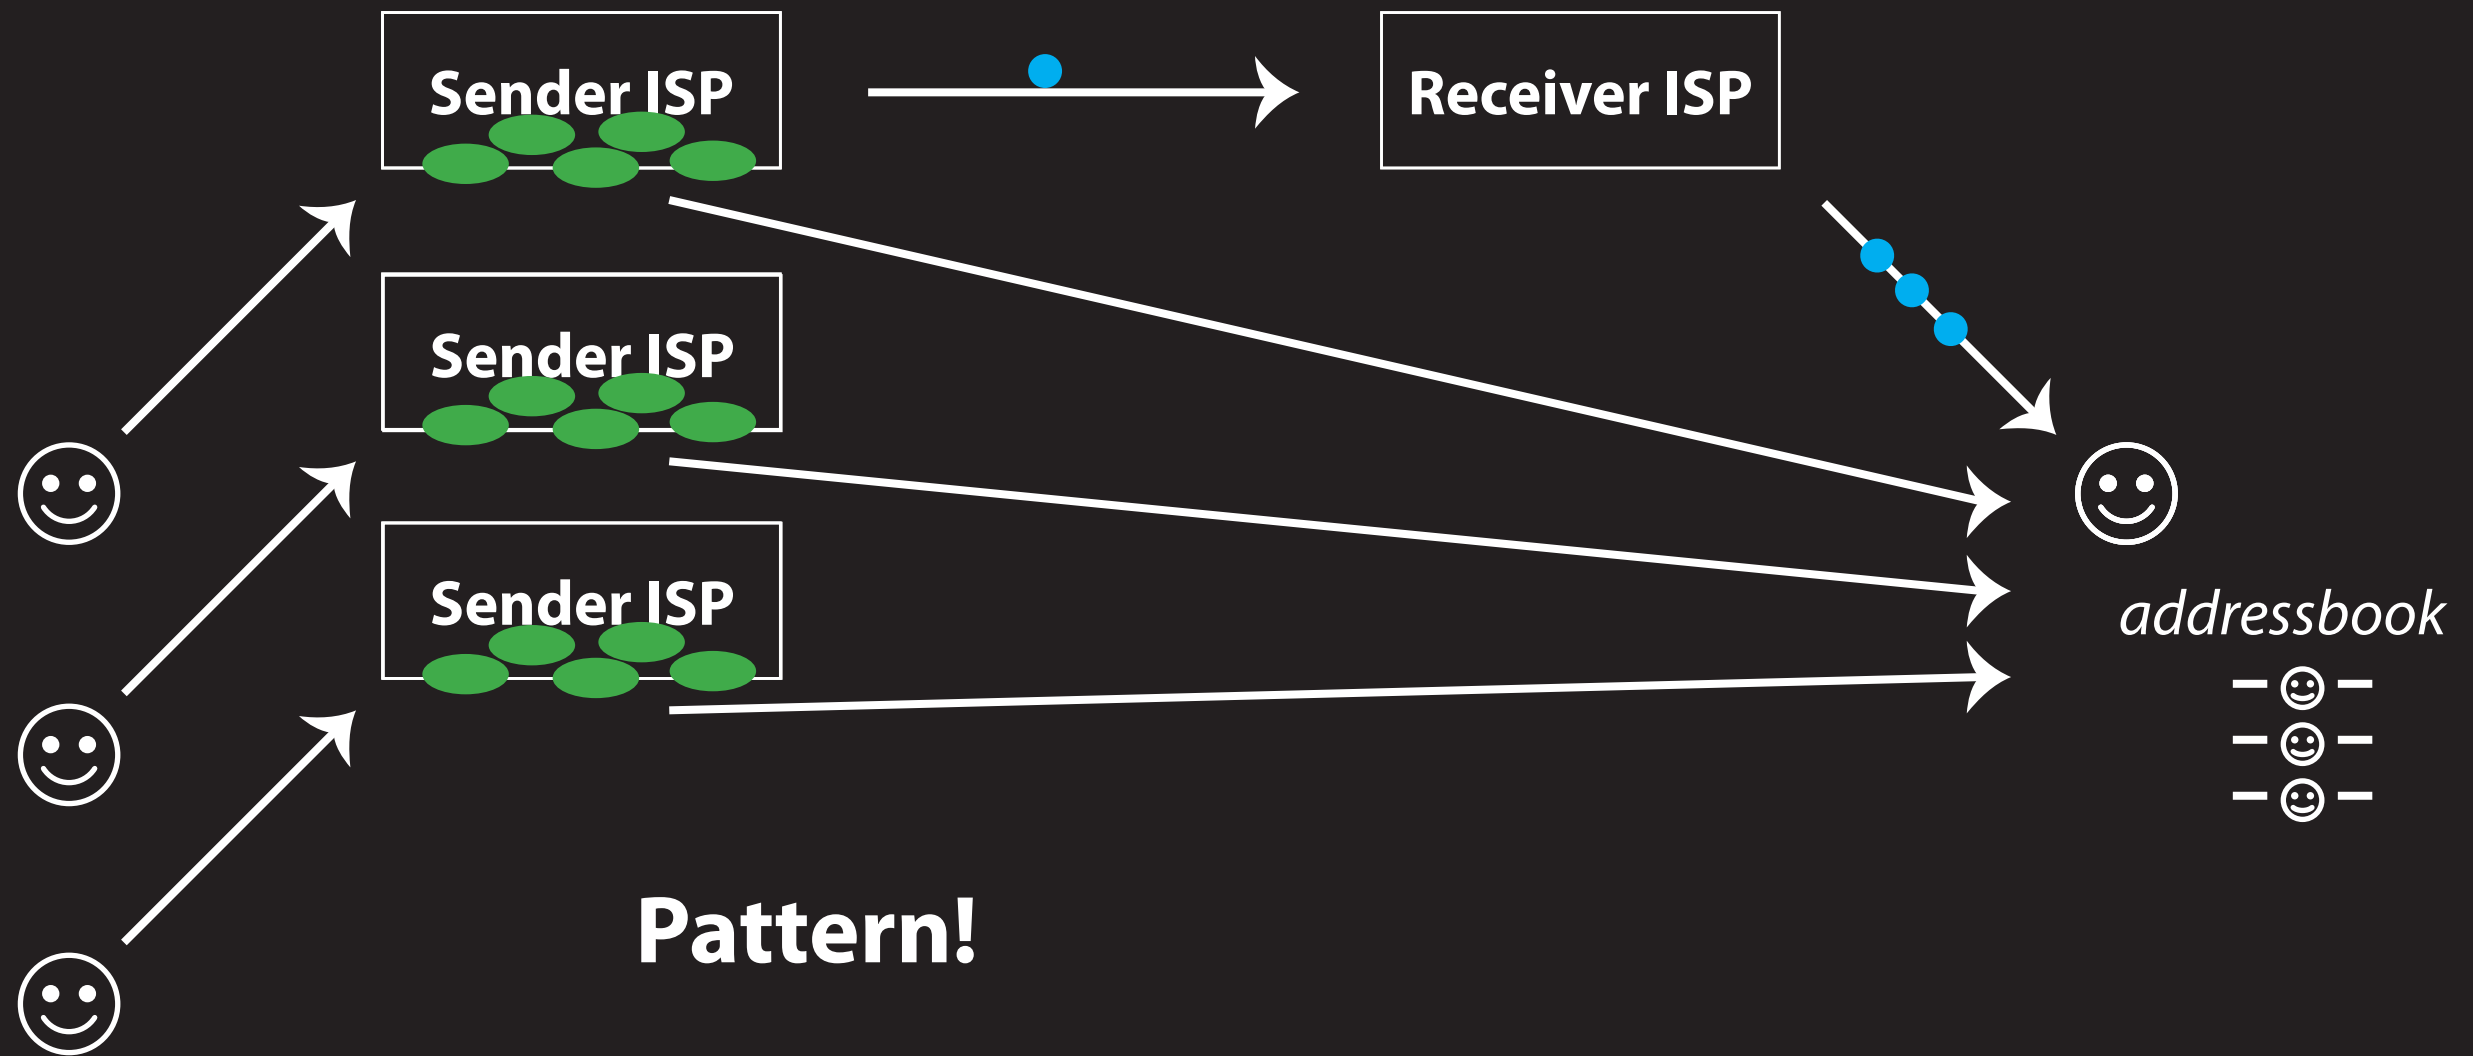 Sender ISP
Receiver ISP
Sender ISP
Sender ISP
addressbook
Pattern!